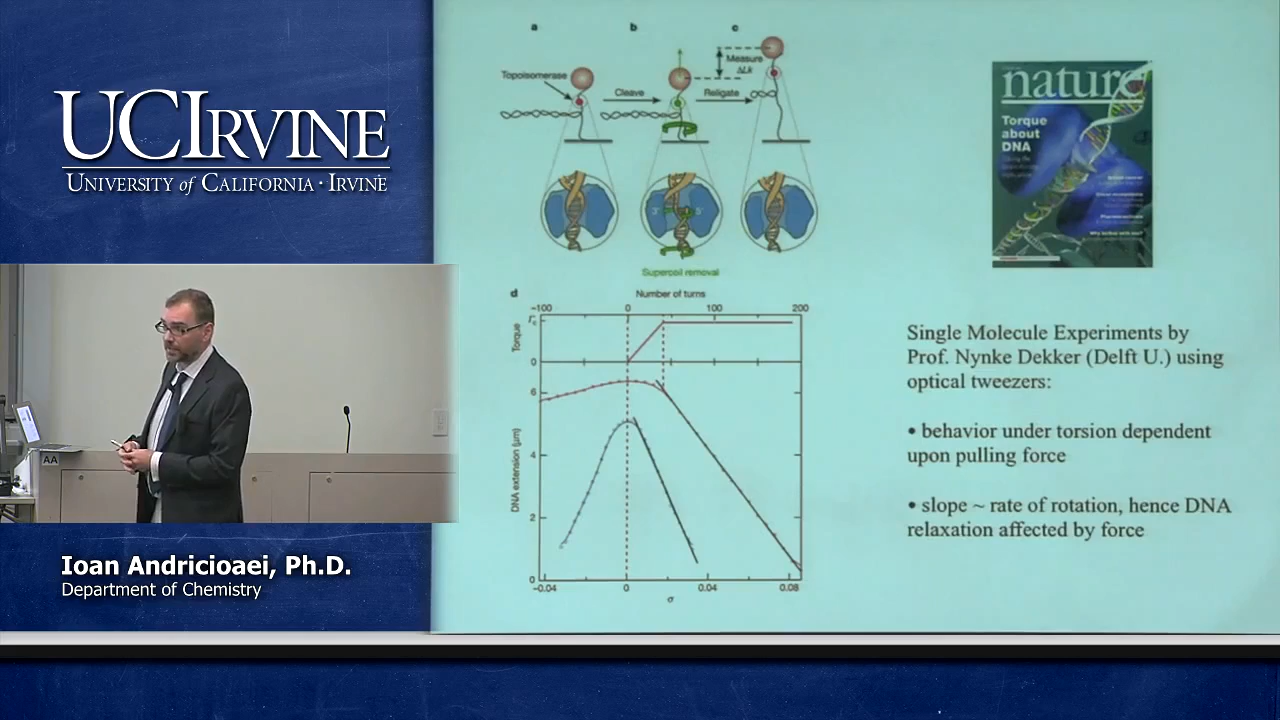 UCIRVINE
UNIVERSITY of CALIFORNIA · IRVINE
AA
Ioan Andricioaei, Ph.D.
Department of Chemistry
a
b
c
Topoisomerase
Cleave
Religate
Measure
ΔLk
3'
5'
Supercoil removal
d
Number of turns
-100
0
100
200
Torque
0
DNA extension (μm)
6
4
2
0
-0.04
0
0.04
0.08
σ
nature
Torque
about
DNA
Single Molecule Experiments by
Prof. Nynke Dekker (Delft U.) using
optical tweezers:
• behavior under torsion dependent
upon pulling force
• slope ~ rate of rotation, hence DNA
relaxation affected by force